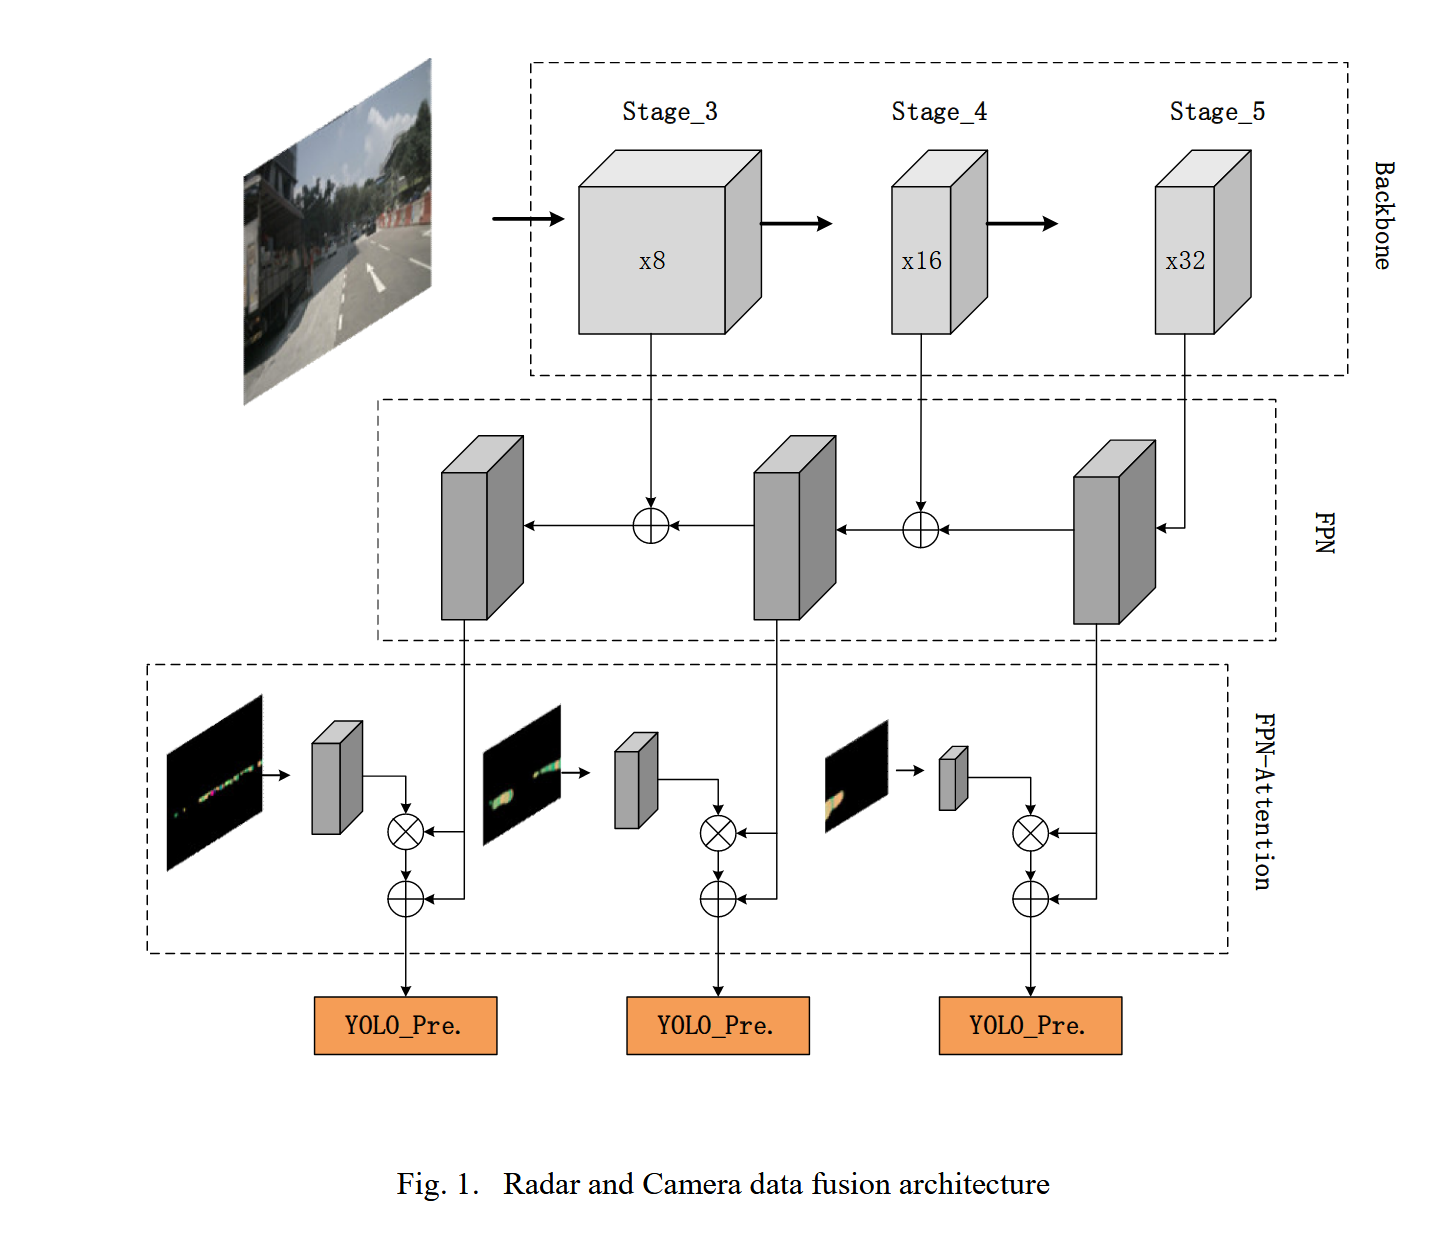 Stage_3
Stage_4
Stage_5
x8
x16
x32
Backbone
FPN
FPN-Attention
YOLO_Pre.
YOLO_Pre.
YOLO_Pre.
Fig. 1. Radar and Camera data fusion architecture